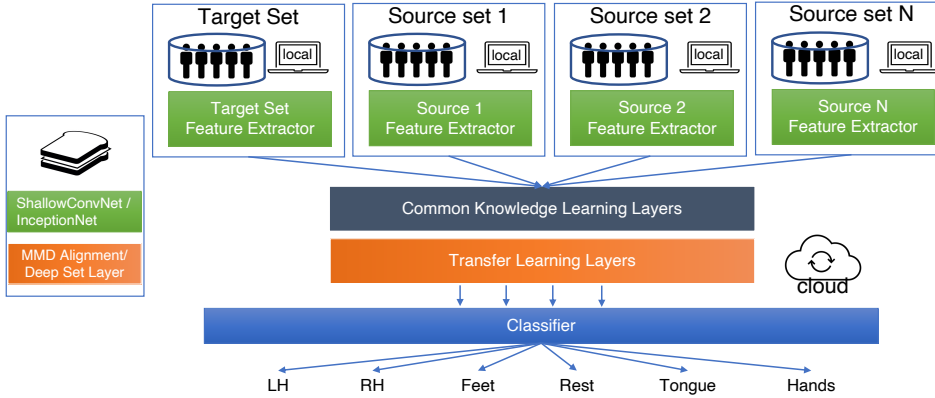 Target Set
Source set 1
Source set 2
Source set N
local
local
local
local
Target Set
Feature Extractor
Source 1
Feature Extractor
Source 2
Feature Extractor
Source N
Feature Extractor
ShallowConvNet /
InceptionNet
MMD Alignment/
Deep Set Layer
Common Knowledge Learning Layers
Transfer Learning Layers
cloud
Classifier
LH
RH
Feet
Rest
Tongue
Hands